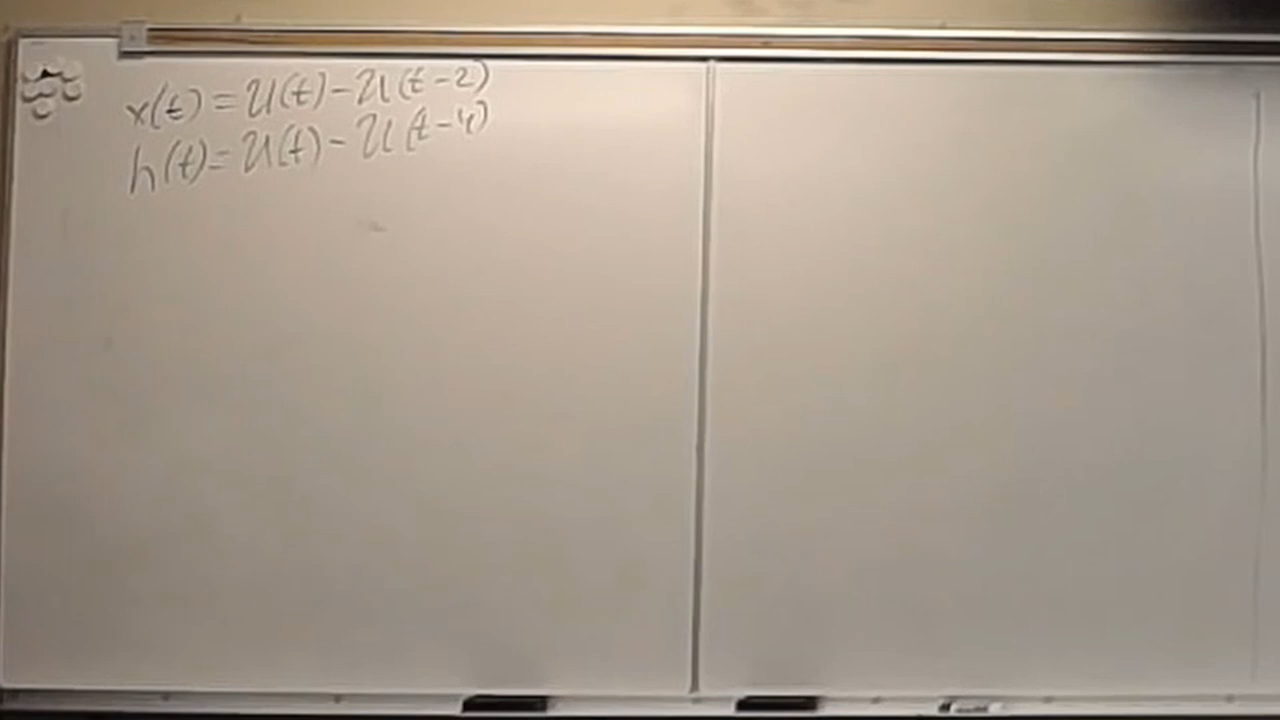 x(t) = u(t) - u(t-2)
h(t) = u(t) - u(t-4)